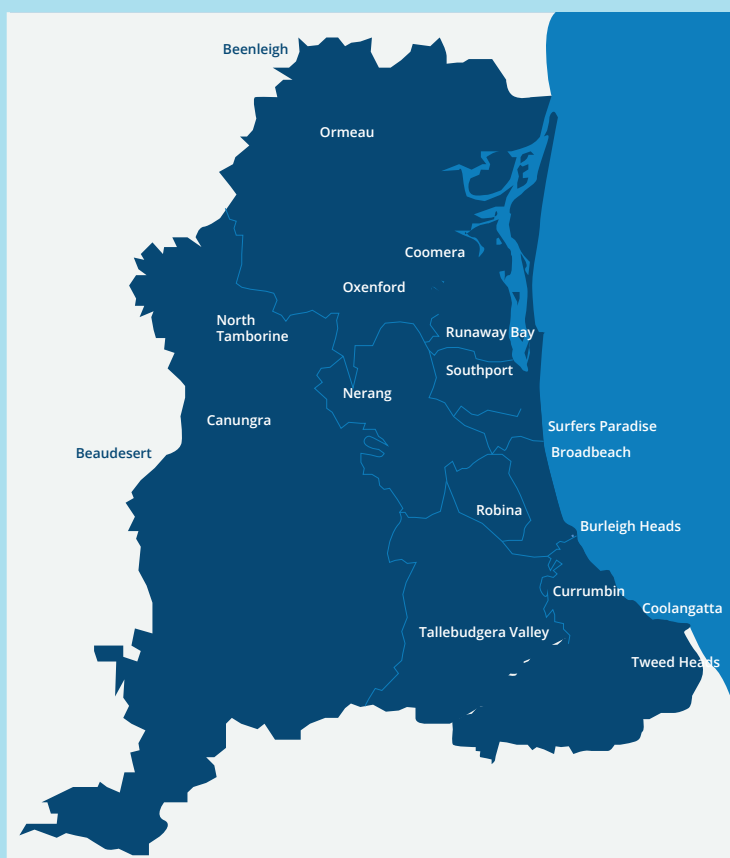 Beenleigh
Ormeau
Coomera
Oxenford
North
Tamborine
Runaway Bay
Southport
Nerang
Canungra
Surfers Paradise
Beaudesert
Broadbeach
Robina
Burleigh Heads
Currumbin
Coolangatta
Tallebudgera Valley
Tweed Heads